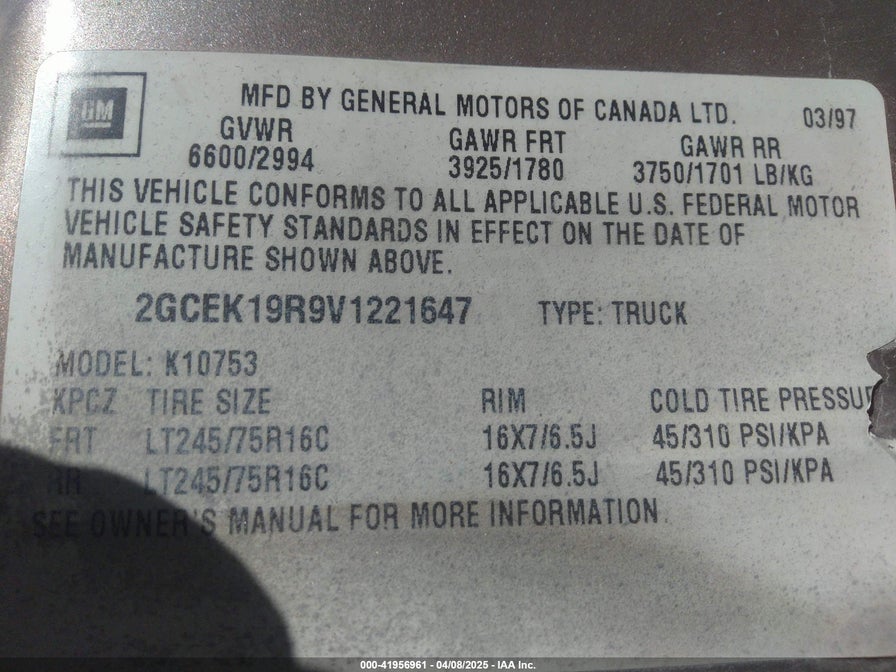 GM
MFD BY GENERAL MOTORS OF CANADA LTD. 03/97
GVWR GAWR FRT GAWR RR
6600/2994 3925/1780 3750/1701 LB/KG
THIS VEHICLE CONFORMS TO ALL APPLICABLE U.S. FEDERAL MOTOR
VEHICLE SAFETY STANDARDS IN EFFECT ON THE DATE OF
MANUFACTURE SHOWN ABOVE.
2GCEK19R9V1221647 TYPE: TRUCK
MODEL: K10753
KPCZ TIRE SIZE RIM COLD TIRE PRESSUR
FRT LT245/75R16C 16X7/6.5J 45/310 PSI/KPA
RR LT245/75R16C 16X7/6.5J 45/310 PSI/KPA
SEE OWNER'S MANUAL FOR MORE INFORMATION
000-41956961 - 04/08/2025 - IAA Inc.